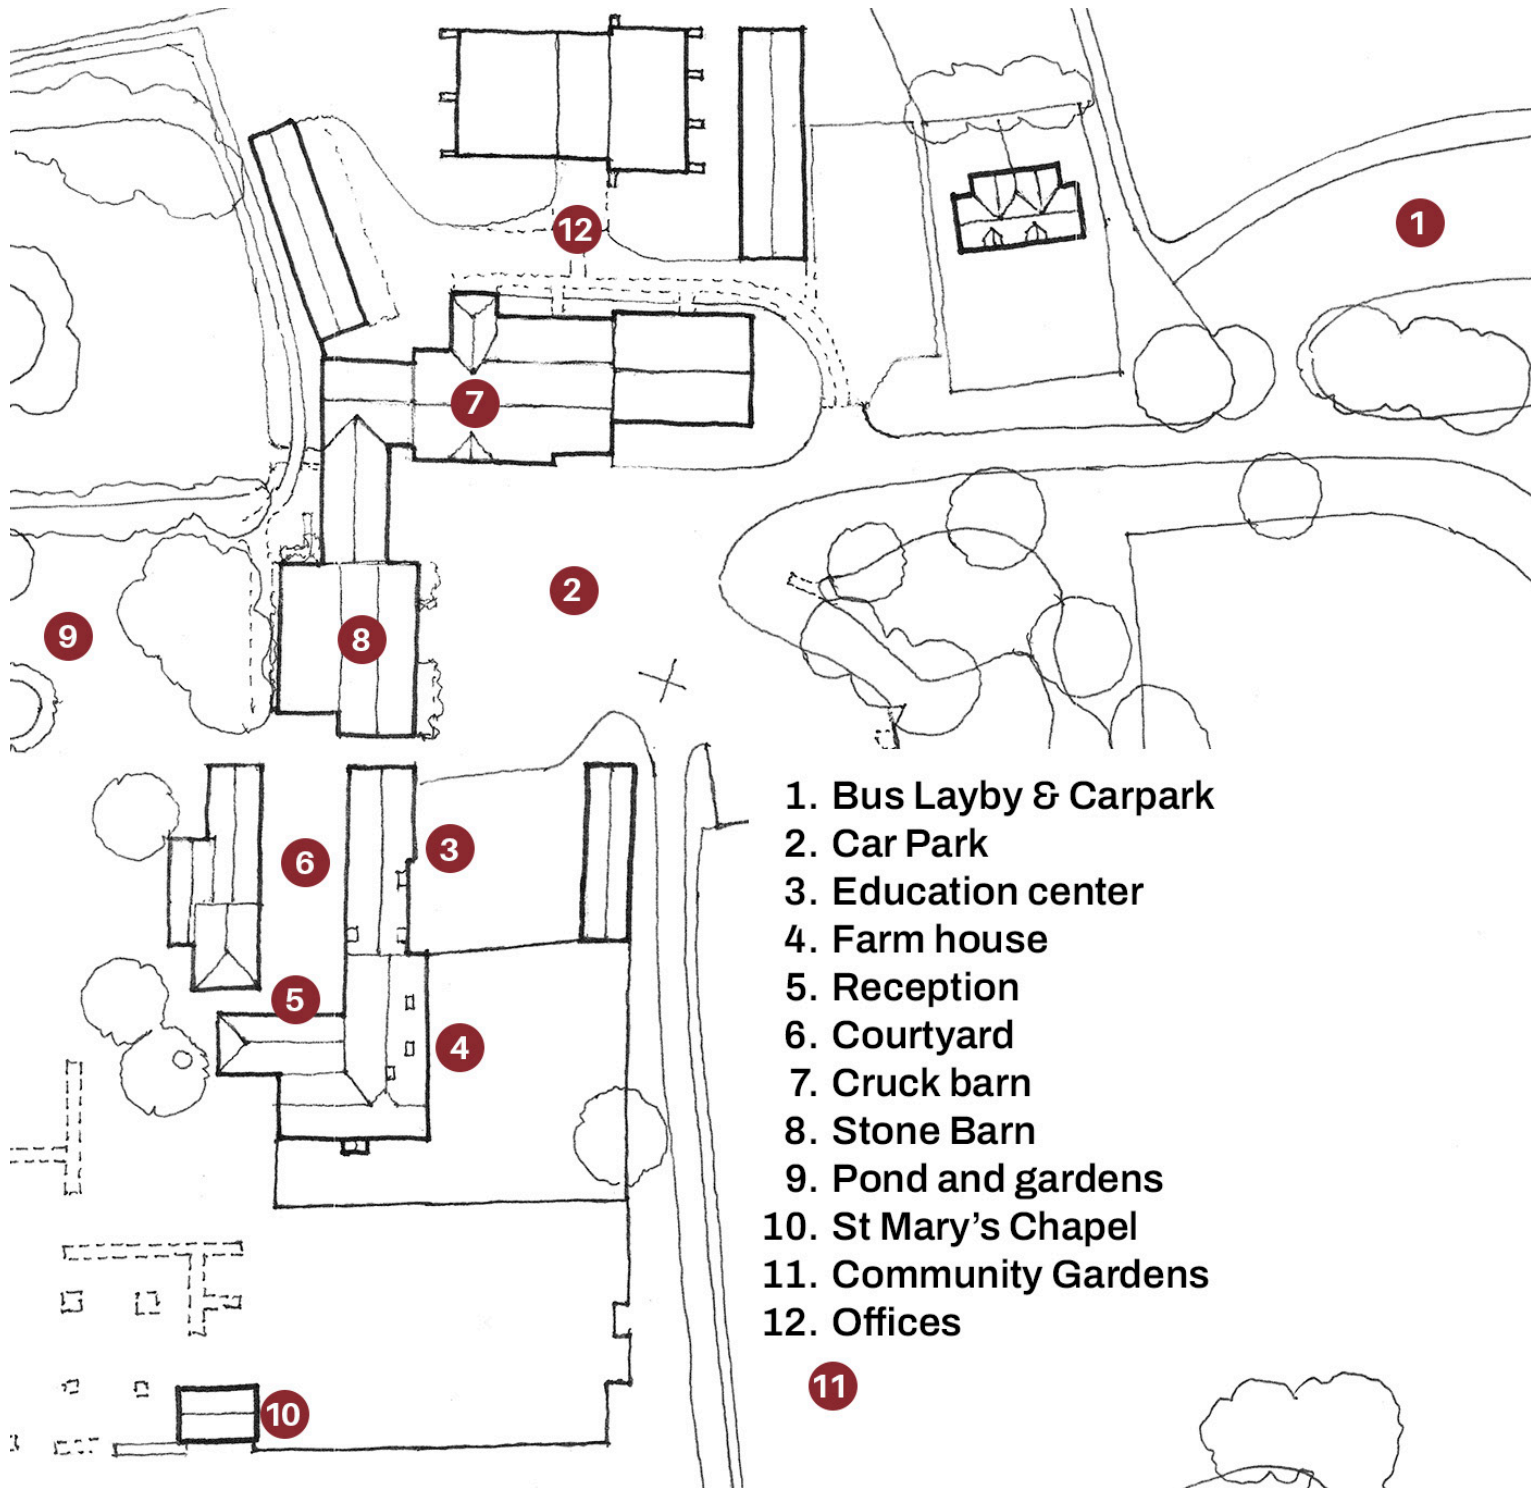 12
1
7
2
9
8
3
6
5
4
1. Bus Layby & Carpark
2. Car Park
3. Education center
4. Farm house
5. Reception
6. Courtyard
7. Cruck barn
8. Stone Barn
9. Pond and gardens
10. St Mary’s Chapel
11. Community Gardens
12. Offices
11
10